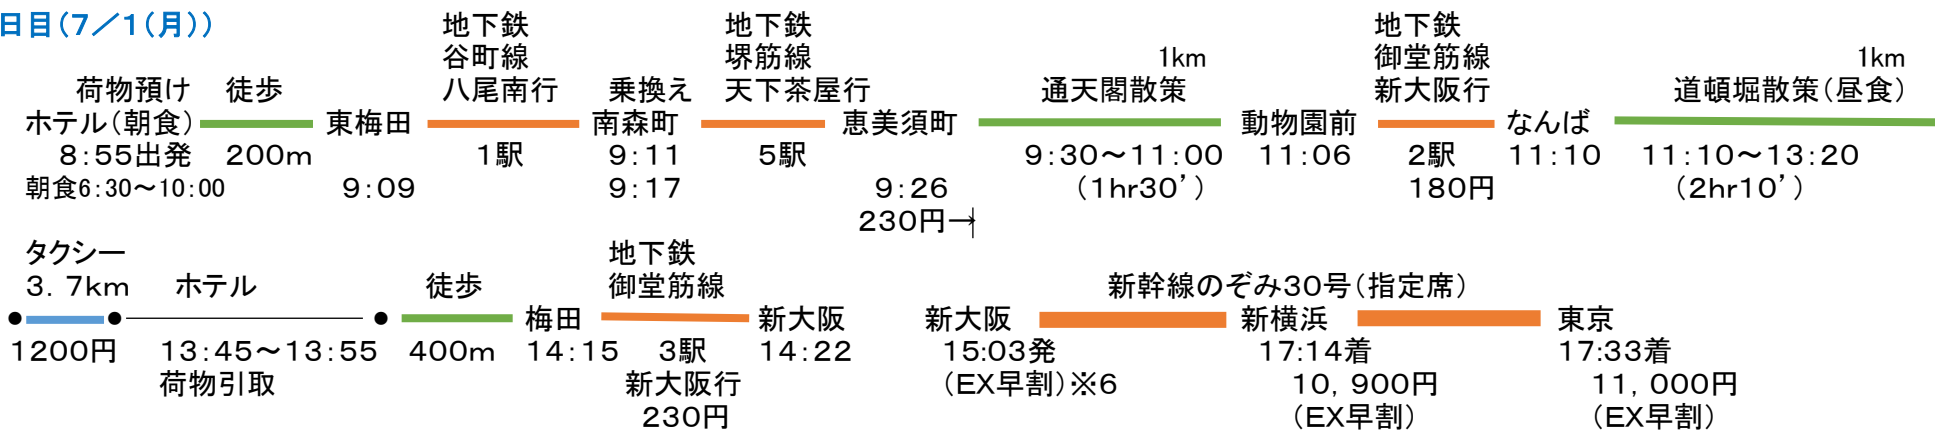 日目（7／1（月））
地下鉄 地下鉄 地下鉄
谷町線 堺筋線 1km 御堂筋線 1km
荷物預け 徒歩 八尾南行 乗換え 天下茶屋行 通天閣散策 新大阪行 道頓堀散策（昼食）
ホテル（朝食） 東梅田 南森町 恵美須町 動物園前 なんば
8：55出発 200m 1駅 9：11 5駅 9：30～11：00 11：06 2駅 11：10 11：10～13：20
朝食6：30～10：00 9：09 9：17 9：26 （1hr30’） 180円 （2hr10’）
230円→
タクシー 地下鉄
3．7km ホテル 徒歩 御堂筋線 新幹線のぞみ30号（指定席）
梅田 新大阪 新大阪 新横浜 東京
1200円 13：45～13：55 400m 14：15 3駅 14：22 15:03発 17:14着 17:33着
荷物引取 新大阪行 （EX早割）※6 10，900円 11，000円
230円 （EX早割） （EX早割）